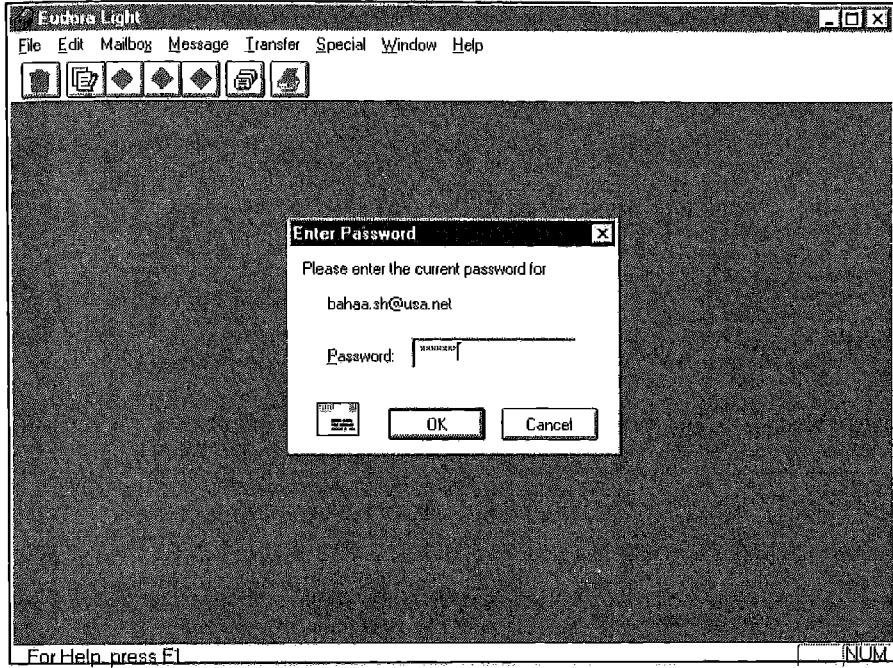 Eudora Light
File Edit Mailbox Message Transfer Special Window Help
Enter Password
Please enter the current password for
bahaa.sh@usa.net
Password: *******
OK Cancel
For Help, press F1 NUM